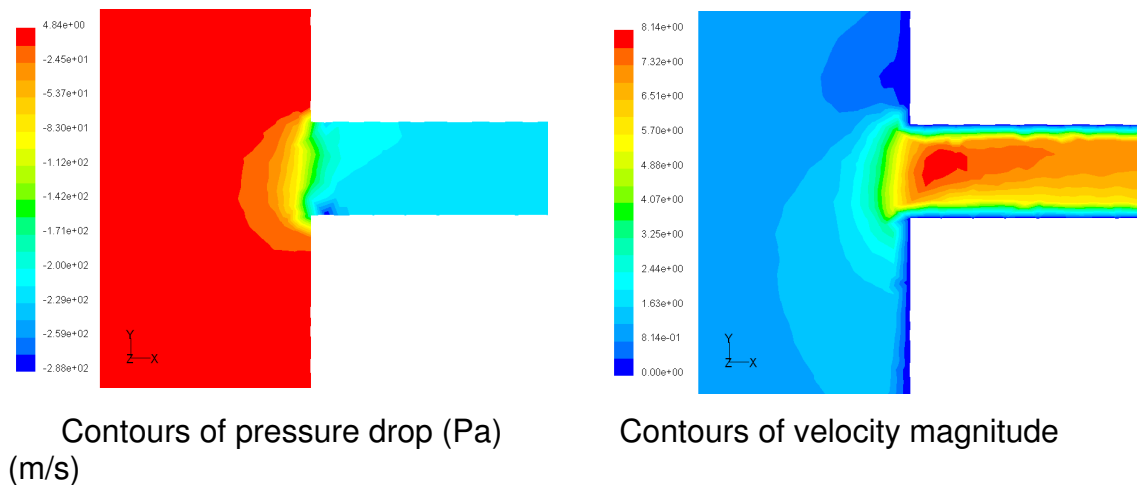 4.84e+00
-2.45e+01
-5.37e+01
-8.30e+01
-1.12e+02
-1.42e+02
-1.71e+02
-2.00e+02
-2.29e+02
-2.59e+02
-2.88e+02
Y
Z X
8.14e+00
7.32e+00
6.51e+00
5.70e+00
4.88e+00
4.07e+00
3.25e+00
2.44e+00
1.63e+00
8.14e-01
0.00e+00
Y
Z X
Contours of pressure drop (Pa) Contours of velocity magnitude
(m/s)